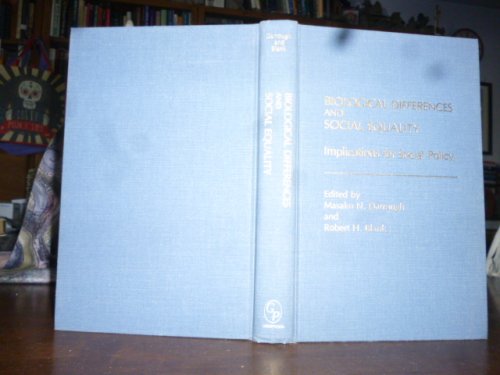 Darrough
and
Blank
BIOLOGICAL DIFFERENCES
AND
SOCIAL EQUALITY
GP
BIOLOGICAL DIFFERENCES
AND
SOCIAL EQUALITY
Implications for Social Policy
Edited by
Masako N. Darrough
and
Robert H. Blank